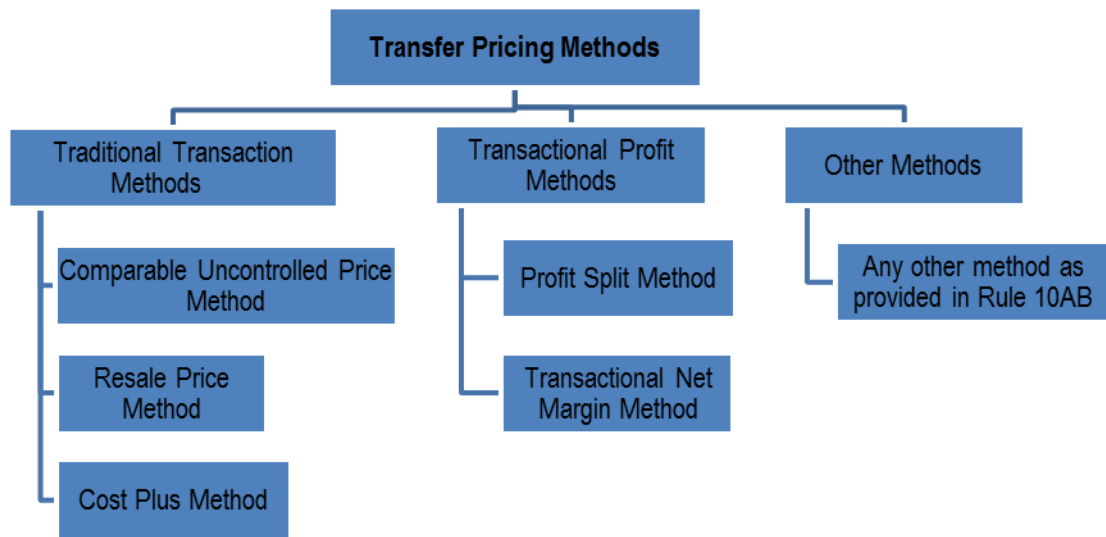 Transfer Pricing Methods
Traditional Transaction
Methods
Transactional Profit
Methods
Other Methods
Comparable Uncontrolled Price
Method
Resale Price
Method
Cost Plus Method
Profit Split Method
Transactional Net
Margin Method
Any other method as
provided in Rule 10AB